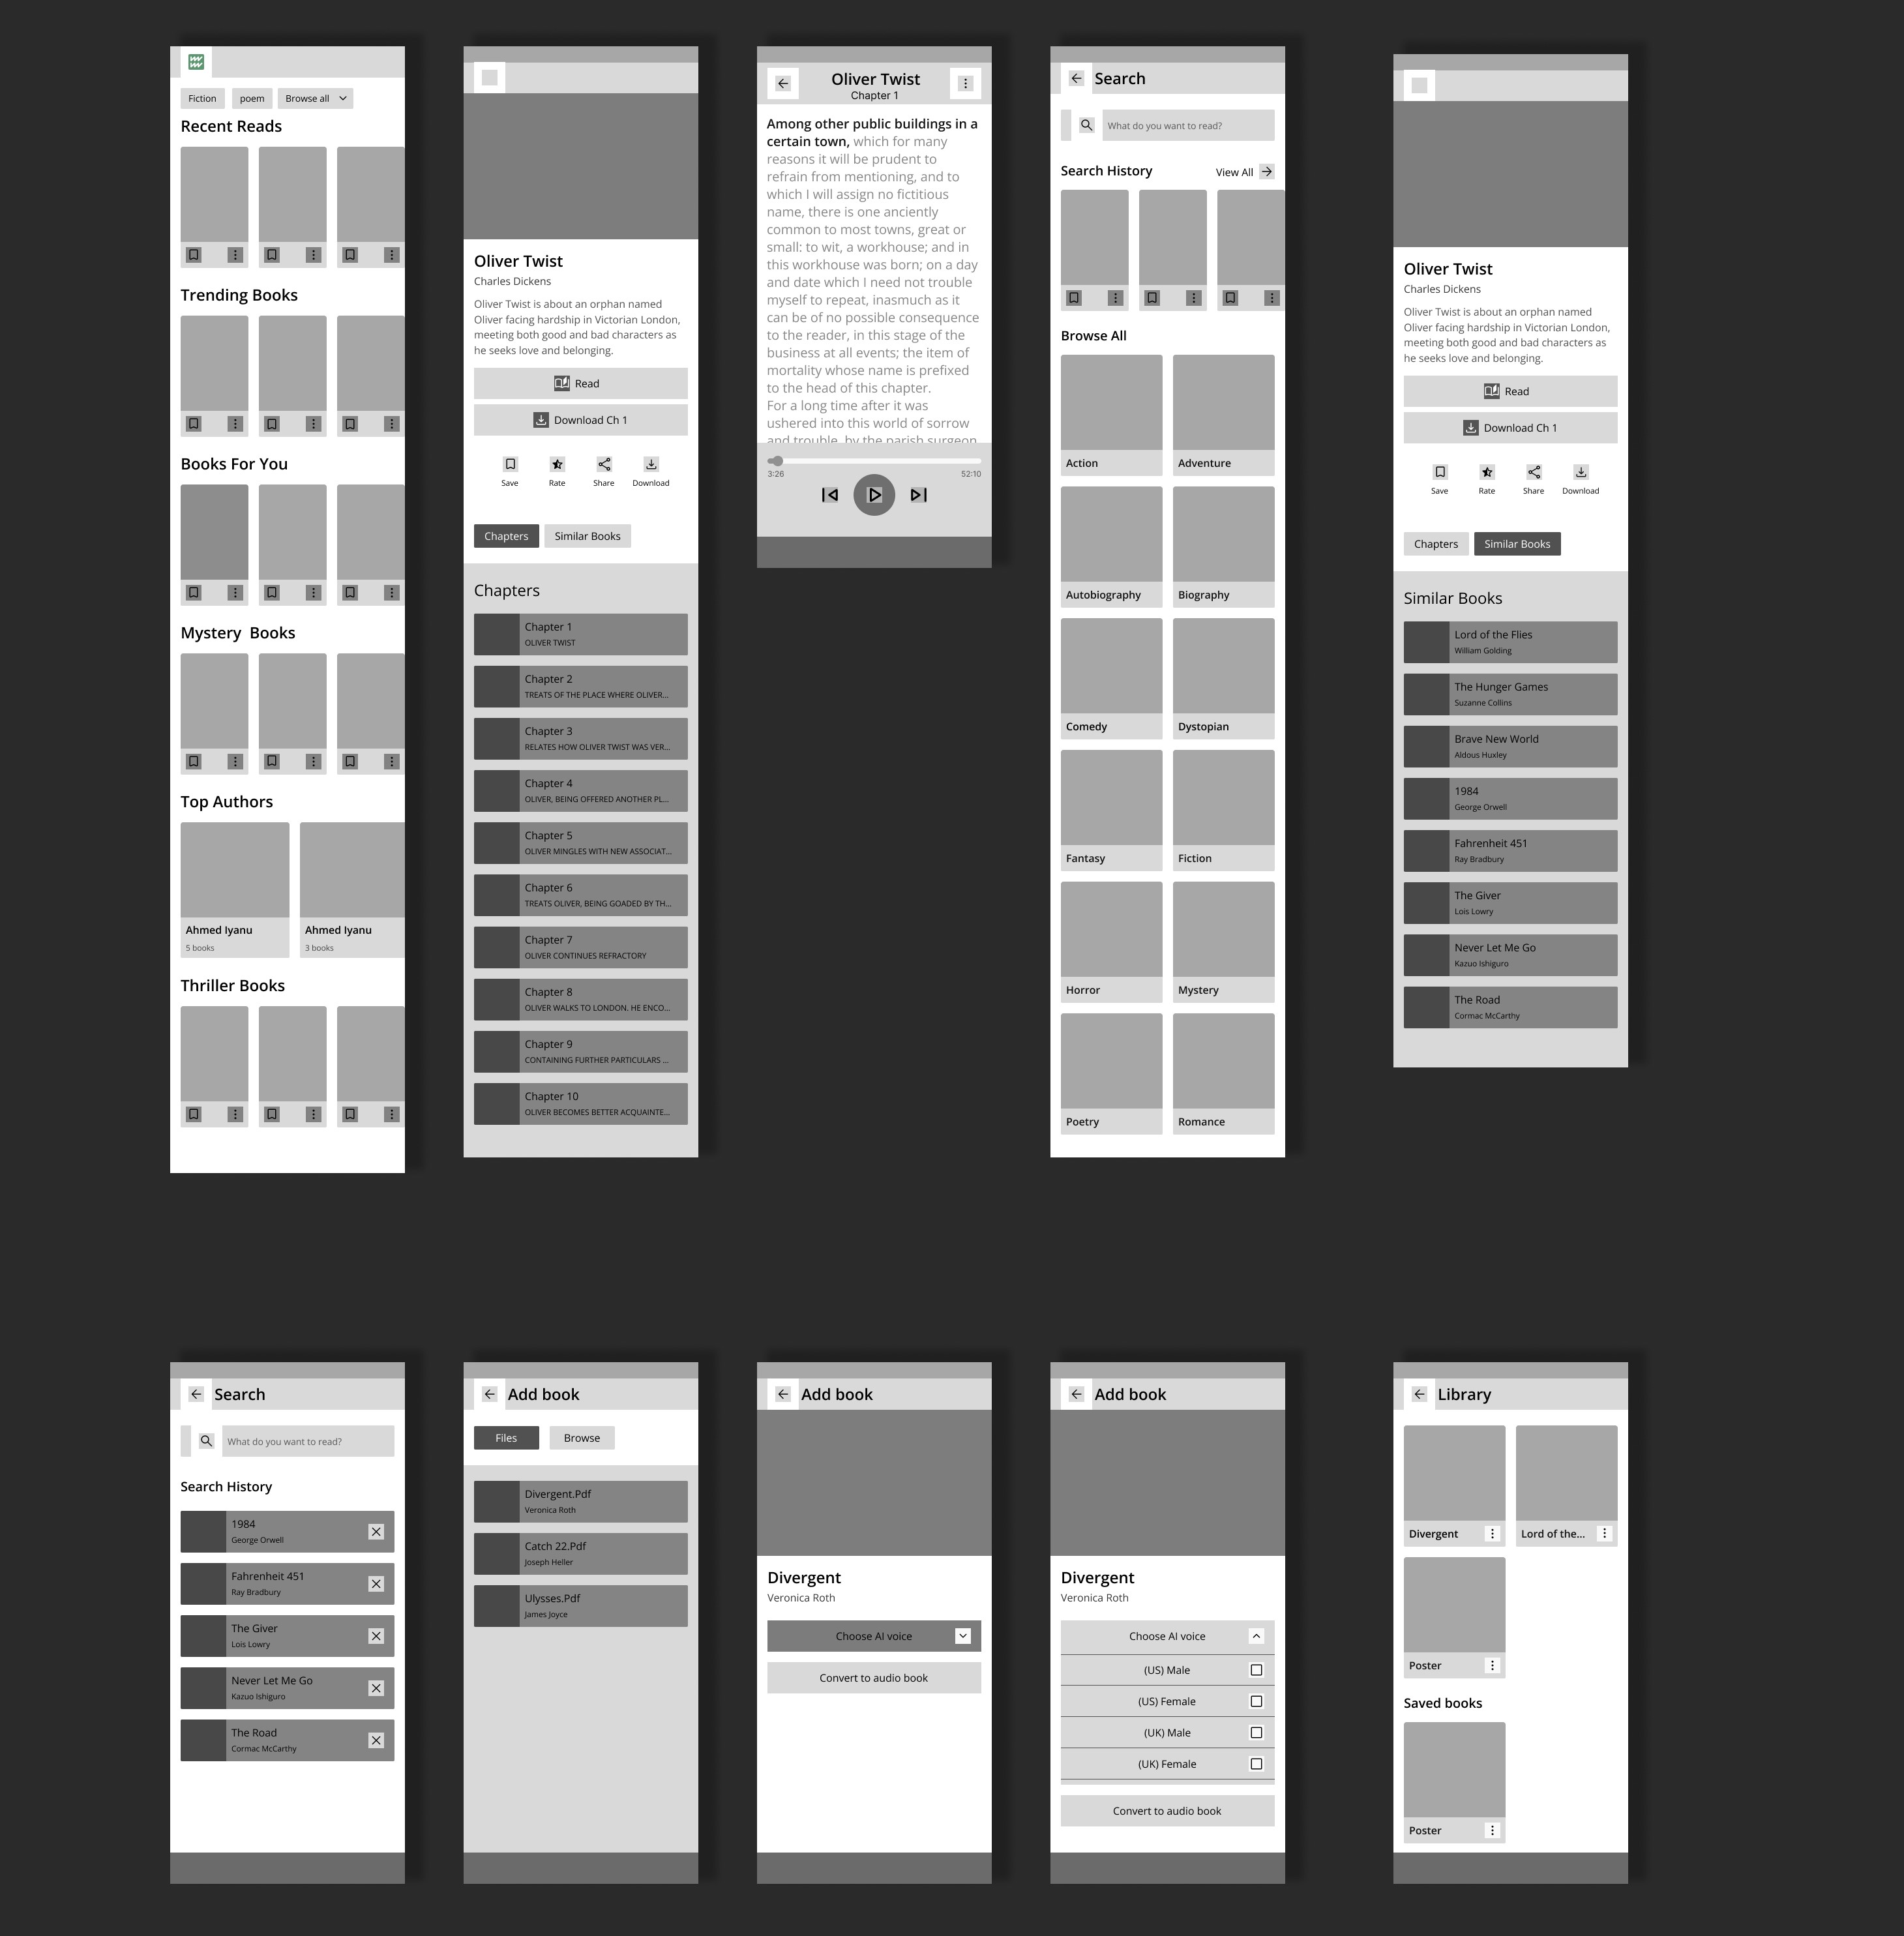 Fiction
poem
Browse all
Recent Reads
Trending Books
Books For You
Mystery Books
Top Authors
Ahmed Iyanu
5 books
Ahmed Iyanu
3 books
Thriller Books
Oliver Twist
Charles Dickens
Oliver Twist is about an orphan named
Oliver facing hardship in Victorian London,
meeting both good and bad characters as
he seeks love and belonging.
Read
Download Ch 1
Save
Rate
Share
Download
Chapters
Similar Books
Chapters
Chapter 1
OLIVER TWIST
Chapter 2
TREATS OF THE PLACE WHERE OLIVER...
Chapter 3
RELATES HOW OLIVER TWIST WAS VER...
Chapter 4
OLIVER, BEING OFFERED ANOTHER PL...
Chapter 5
OLIVER MINGLES WITH NEW ASSOCIAT...
Chapter 6
TREATS OLIVER, BEING GOADED BY TH...
Chapter 7
OLIVER CONTINUES REFRACTORY
Chapter 8
OLIVER WALKS TO LONDON. HE ENCO...
Chapter 9
CONTAINING FURTHER PARTICULARS ...
Chapter 10
OLIVER BECOMES BETTER ACQUAINTE...
Oliver Twist
Chapter 1
Among other public buildings in a
certain town, which for many
reasons it will be prudent to
refrain from mentioning, and to
which I will assign no fictitious
name, there is one anciently
common to most towns, great or
small: to wit, a workhouse; and in
this workhouse was born; on a day
and date which I need not trouble
myself to repeat, inasmuch as it
can be of no possible consequence
to the reader, in this stage of the
business at all events; the item of
mortality whose name is prefixed
to the head of this chapter.
For a long time after it was
ushered into this world of sorrow
and trouble, by the parish surgeon
3:26
52:10
Search
What do you want to read?
Search History
View All
Browse All
Action
Adventure
Autobiography
Biography
Comedy
Dystopian
Fantasy
Fiction
Horror
Mystery
Poetry
Romance
Oliver Twist
Charles Dickens
Oliver Twist is about an orphan named
Oliver facing hardship in Victorian London,
meeting both good and bad characters as
he seeks love and belonging.
Read
Download Ch 1
Save
Rate
Share
Download
Chapters
Similar Books
Similar Books
Lord of the Flies
William Golding
The Hunger Games
Suzanne Collins
Brave New World
Aldous Huxley
1984
George Orwell
Fahrenheit 451
Ray Bradbury
The Giver
Lois Lowry
Never Let Me Go
Kazuo Ishiguro
The Road
Cormac McCarthy
Search
What do you want to read?
Search History
1984
George Orwell
Fahrenheit 451
Ray Bradbury
The Giver
Lois Lowry
Never Let Me Go
Kazuo Ishiguro
The Road
Cormac McCarthy
Add book
Files
Browse
Divergent.Pdf
Veronica Roth
Catch 22.Pdf
Joseph Heller
Ulysses.Pdf
James Joyce
Add book
Divergent
Veronica Roth
Choose AI voice
Convert to audio book
Add book
Divergent
Veronica Roth
Choose AI voice
(US) Male
(US) Female
(UK) Male
(UK) Female
Convert to audio book
Library
Divergent
Lord of the...
Poster
Saved books
Poster